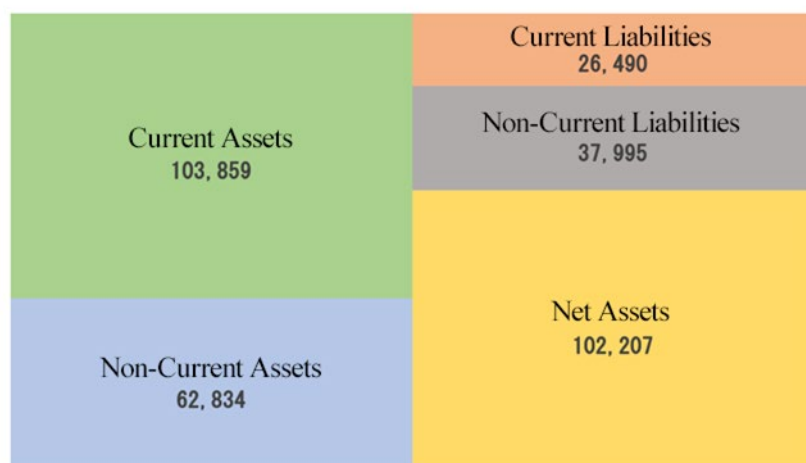 Current Assets
103, 859
Non-Current Assets
62, 834
Current Liabilities
26, 490
Non-Current Liabilities
37, 995
Net Assets
102, 207